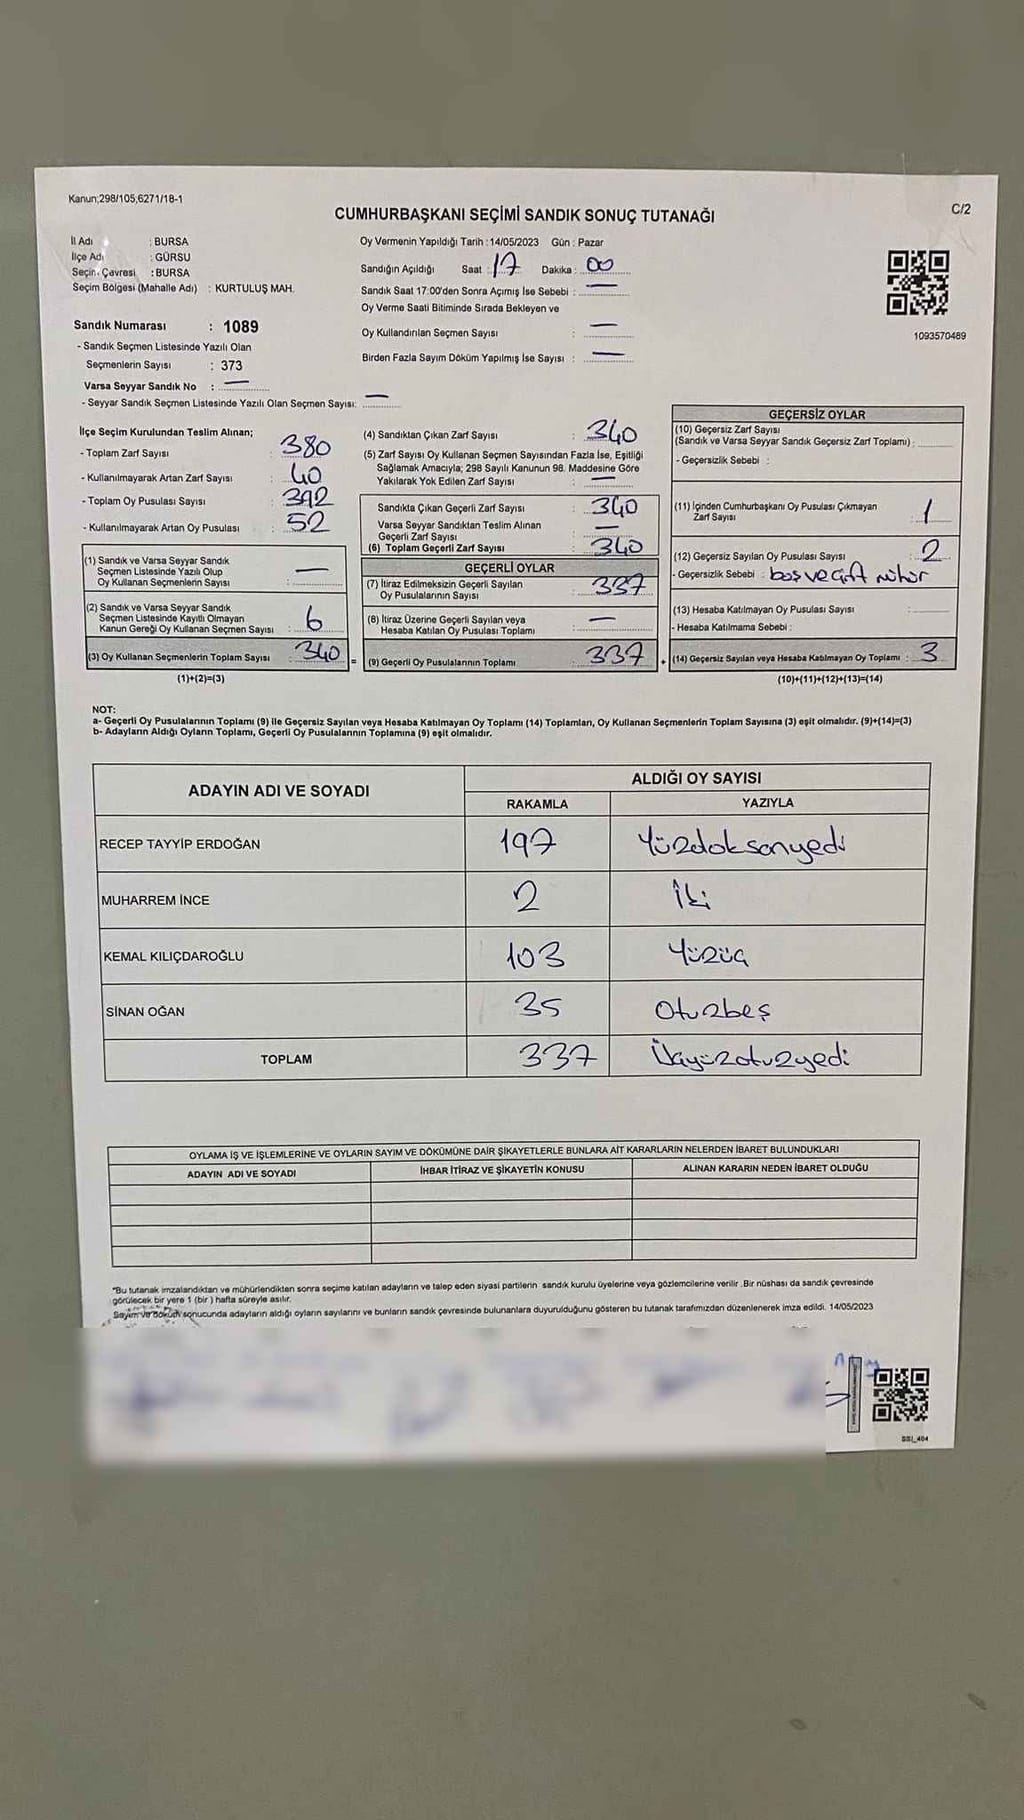 Kanun;298/105,6271/18-1
C/2
CUMHURBAŞKANI SEÇİMİ SANDIK SONUÇ TUTANAĞI
İl Adı : BURSA
İlçe Adı : GÜRSU
Seçim Çevresi : BURSA
Seçim Bölgesi (Mahalle Adı) : KURTULUŞ MAH.
Sandık Numarası : 1089
- Sandık Seçmen Listesinde Yazılı Olan
Seçmenlerin Sayısı : 373
Varsa Seyyar Sandık No : —
- Seyyar Sandık Seçmen Listesinde Yazılı Olan Seçmen Sayısı: —
Oy Vermenin Yapıldığı Tarih : 14/05/2023 Gün : Pazar
Sandığın Açıldığı Saat : 17 Dakika : 00
Sandık Saat 17:00'den Sonra Açımış İse Sebebi : —
Oy Verme Saati Bitiminde Sırada Bekleyen ve
Oy Kullandırılan Seçmen Sayısı : —
Birden Fazla Sayım Döküm Yapılmış İse Sayısı : —
1093570489
İlçe Seçim Kurulundan Teslim Alınan;
- Toplam Zarf Sayısı : 380
- Kullanılmayarak Artan Zarf Sayısı : 40
- Toplam Oy Pusulası Sayısı : 392
- Kullanılmayarak Artan Oy Pusulası : 52
(1) Sandık ve Varsa Seyyar Sandık
Seçmen Listesinde Yazılı Olup
Oy Kullanan Seçmenlerin Sayısı : —
(2) Sandık ve Varsa Seyyar Sandık
Seçmen Listesinde Kayıtlı Olmayan
Kanun Gereği Oy Kullanan Seçmen Sayısı : 6
(3) Oy Kullanan Seçmenlerin Toplam Sayısı : 340
(1)+(2)=(3)
(4) Sandıktan Çıkan Zarf Sayısı : 340
(5) Zarf Sayısı Oy Kullanan Seçmen Sayısından Fazla İse, Eşitliği
Sağlamak Amacıyla; 298 Sayılı Kanunun 98. Maddesine Göre
Yakılarak Yok Edilen Zarf Sayısı : —
Sandıkta Çıkan Geçerli Zarf Sayısı : 340
Varsa Seyyar Sandıktan Teslim Alınan
Geçerli Zarf Sayısı : —
(6) Toplam Geçerli Zarf Sayısı : 340
GEÇERLİ OYLAR
(7) İtiraz Edilmeksizin Geçerli Sayılan
Oy Pusulalarının Sayısı : 337
(8) İtiraz Üzerine Geçerli Sayılan veya
Hesaba Katılan Oy Pusulası Toplamı : —
= (9) Geçerli Oy Pusulalarının Toplamı : 337 +
GEÇERSİZ OYLAR
(10) Geçersiz Zarf Sayısı
(Sandık ve Varsa Seyyar Sandık Geçersiz Zarf Toplamı) :
- Geçersizlik Sebebi :
(11) İçinden Cumhurbaşkanı Oy Pusulası Çıkmayan
Zarf Sayısı : 1
(12) Geçersiz Sayılan Oy Pusulası Sayısı : 2
- Geçersizlik Sebebi : boş ve çift mühür
(13) Hesaba Katılmayan Oy Pusulası Sayısı :
- Hesaba Katılmama Sebebi :
(14) Geçersiz Sayılan veya Hesaba Katılmayan Oy Toplamı : 3
(10)+(11)+(12)+(13)=(14)
NOT:
a- Geçerli Oy Pusulalarının Toplamı (9) ile Geçersiz Sayılan veya Hesaba Katılmayan Oy Toplamı (14) Toplamları, Oy Kullanan Seçmenlerin Toplam Sayısına (3) eşit olmalıdır. (9)+(14)=(3)
b- Adayların Aldığı Oyların Toplamı, Geçerli Oy Pusulalarının Toplamına (9) eşit olmalıdır.
ADAYIN ADI VE SOYADI
ALDIĞI OY SAYISI
RAKAMLA YAZIYLA
RECEP TAYYİP ERDOĞAN 197 Yüzdoksanyedi
MUHARREM İNCE 2 İki
KEMAL KILIÇDAROĞLU 103 Yüzüç
SİNAN OĞAN 35 Otuzbeş
TOPLAM 337 Üçyüzotuzyedi
OYLAMA İŞ VE İŞLEMLERİNE VE OYLARIN SAYIM VE DÖKÜMÜNE DAİR ŞİKAYETLERLE BUNLARA AİT KARARLARIN NELERDEN İBARET BULUNDUKLARI
ADAYIN ADI VE SOYADI İHBAR İTİRAZ VE ŞİKAYETİN KONUSU ALINAN KARARIN NEDEN İBARET OLDUĞU
*Bu tutanak imzalandıktan ve mühürlendikten sonra seçime katılan adayların ve talep eden siyasi partilerin sandık kurulu üyelerine veya gözlemcilerine verilir .Bir nüshası da sandık çevresinde
görülecek bir yere 1 (bir ) hafta süreyle asılır.
Sayım ve döküm sonucunda adayların aldığı oyların sayılarını ve bunların sandık çevresinde bulunanlara duyurulduğunu gösteren bu tutanak tarafımızdan düzenlenerek imza edildi. 14/05/2023